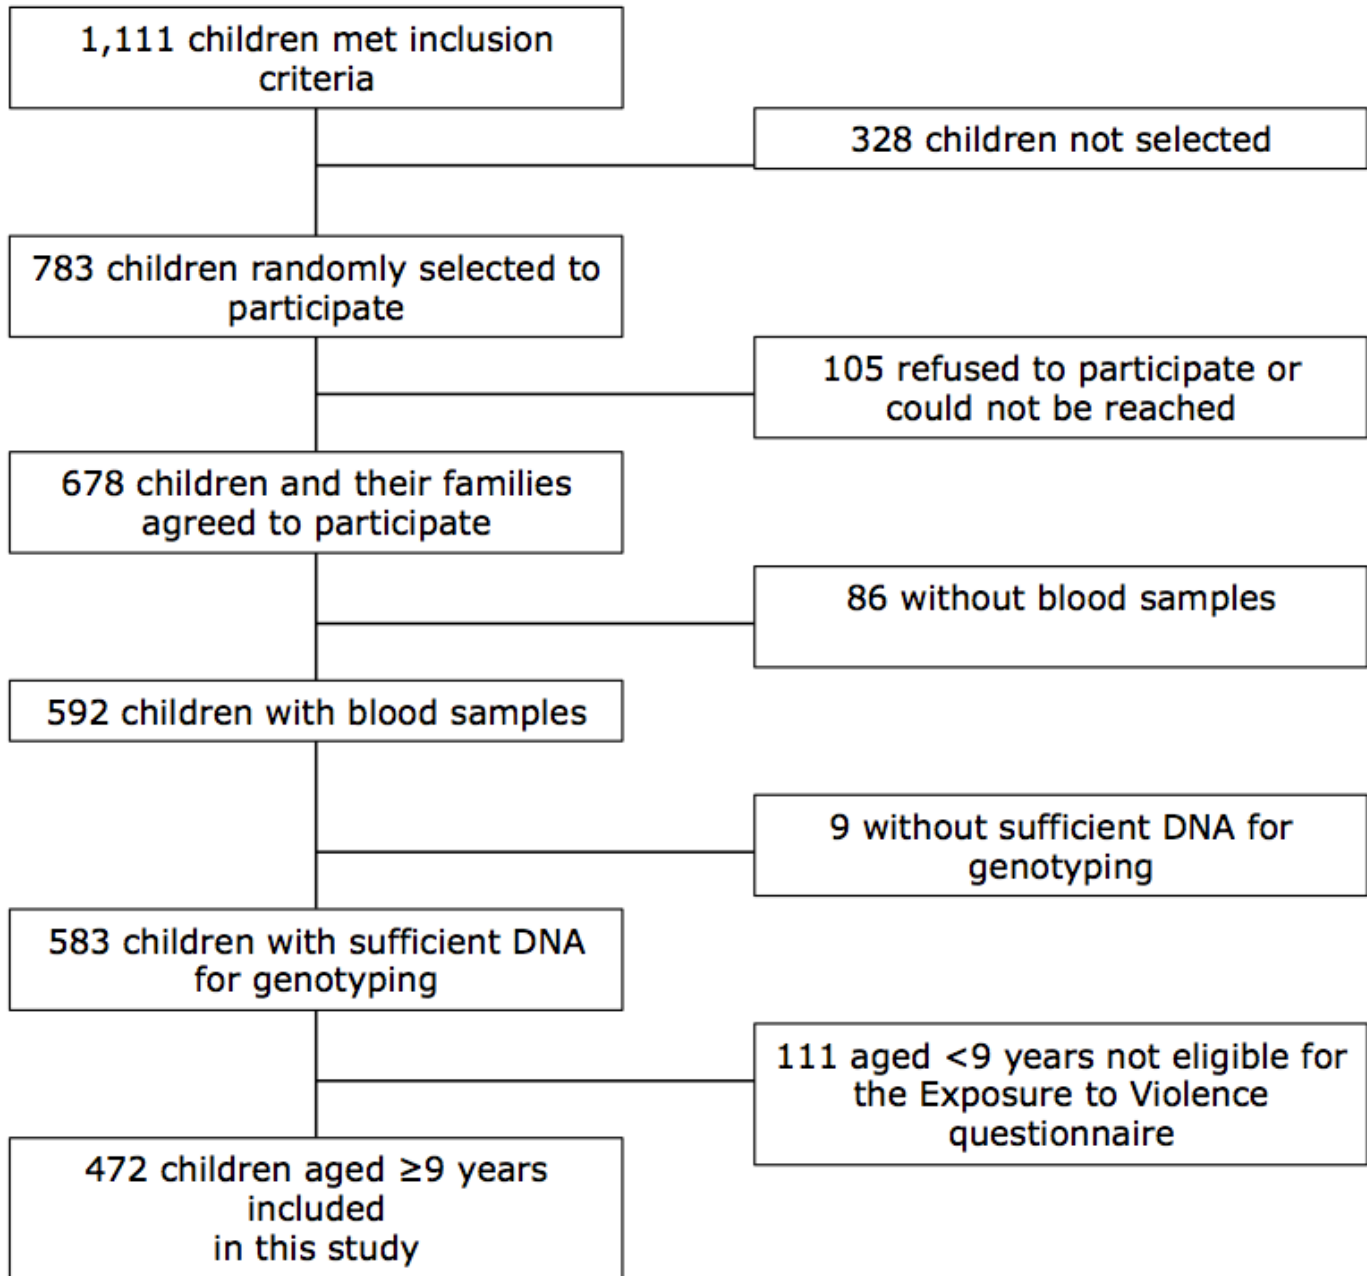 1,111 children met inclusion
criteria
328 children not selected
783 children randomly selected to
participate
105 refused to participate or
could not be reached
678 children and their families
agreed to participate
86 without blood samples
592 children with blood samples
9 without sufficient DNA for
genotyping
583 children with sufficient DNA
for genotyping
111 aged <9 years not eligible for
the Exposure to Violence
questionnaire
472 children aged ≥9 years
included
in this study